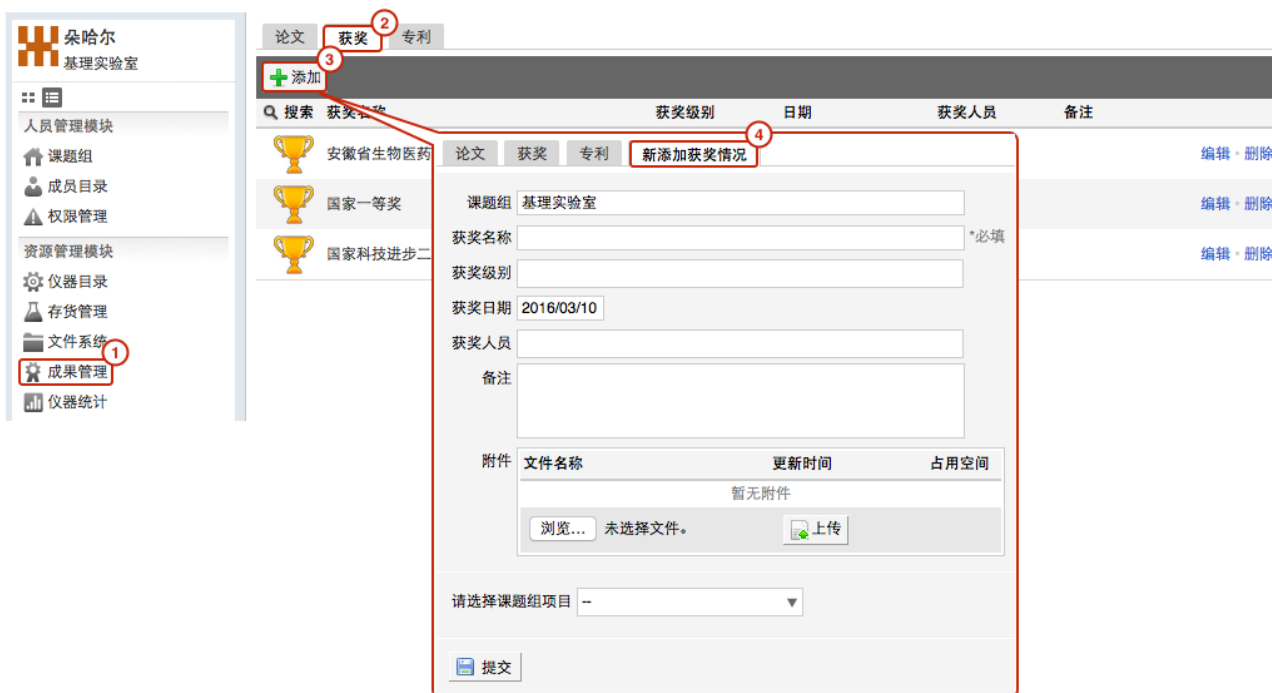 朵哈尔
基理实验室
人员管理模块
课题组
成员目录
权限管理
资源管理模块
仪器目录
存货管理
文件系统
1
成果管理
仪器统计
论文 获奖 专利
2
3
添加
搜索 获奖名称 获奖级别 日期 获奖人员 备注
安徽省生物医药 编辑 删除
国家一等奖 编辑 删除
国家科技进步二 编辑 删除
4
论文 获奖 专利 新添加获奖情况
课题组 基理实验室
获奖名称 *必填
获奖级别
获奖日期 2016/03/10
获奖人员
备注
附件 文件名称 更新时间 占用空间
暂无附件
浏览... 未选择文件。 上传
请选择课题组项目 --
提交